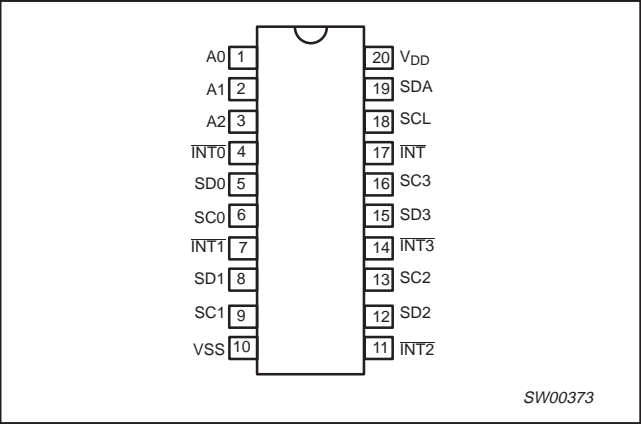 A0 1 20 VDD
A1 2 19 SDA
A2 3 18 SCL
INT0 4 17 INT
SD0 5 16 SC3
SC0 6 15 SD3
INT1 7 14 INT3
SD1 8 13 SC2
SC1 9 12 SD2
VSS 10 11 INT2
SW00373